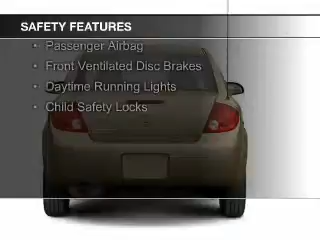 SAFETY FEATURES
• Passenger Airbag
• Front Ventilated Disc Brakes
• Daytime Running Lights
• Child Safety Locks